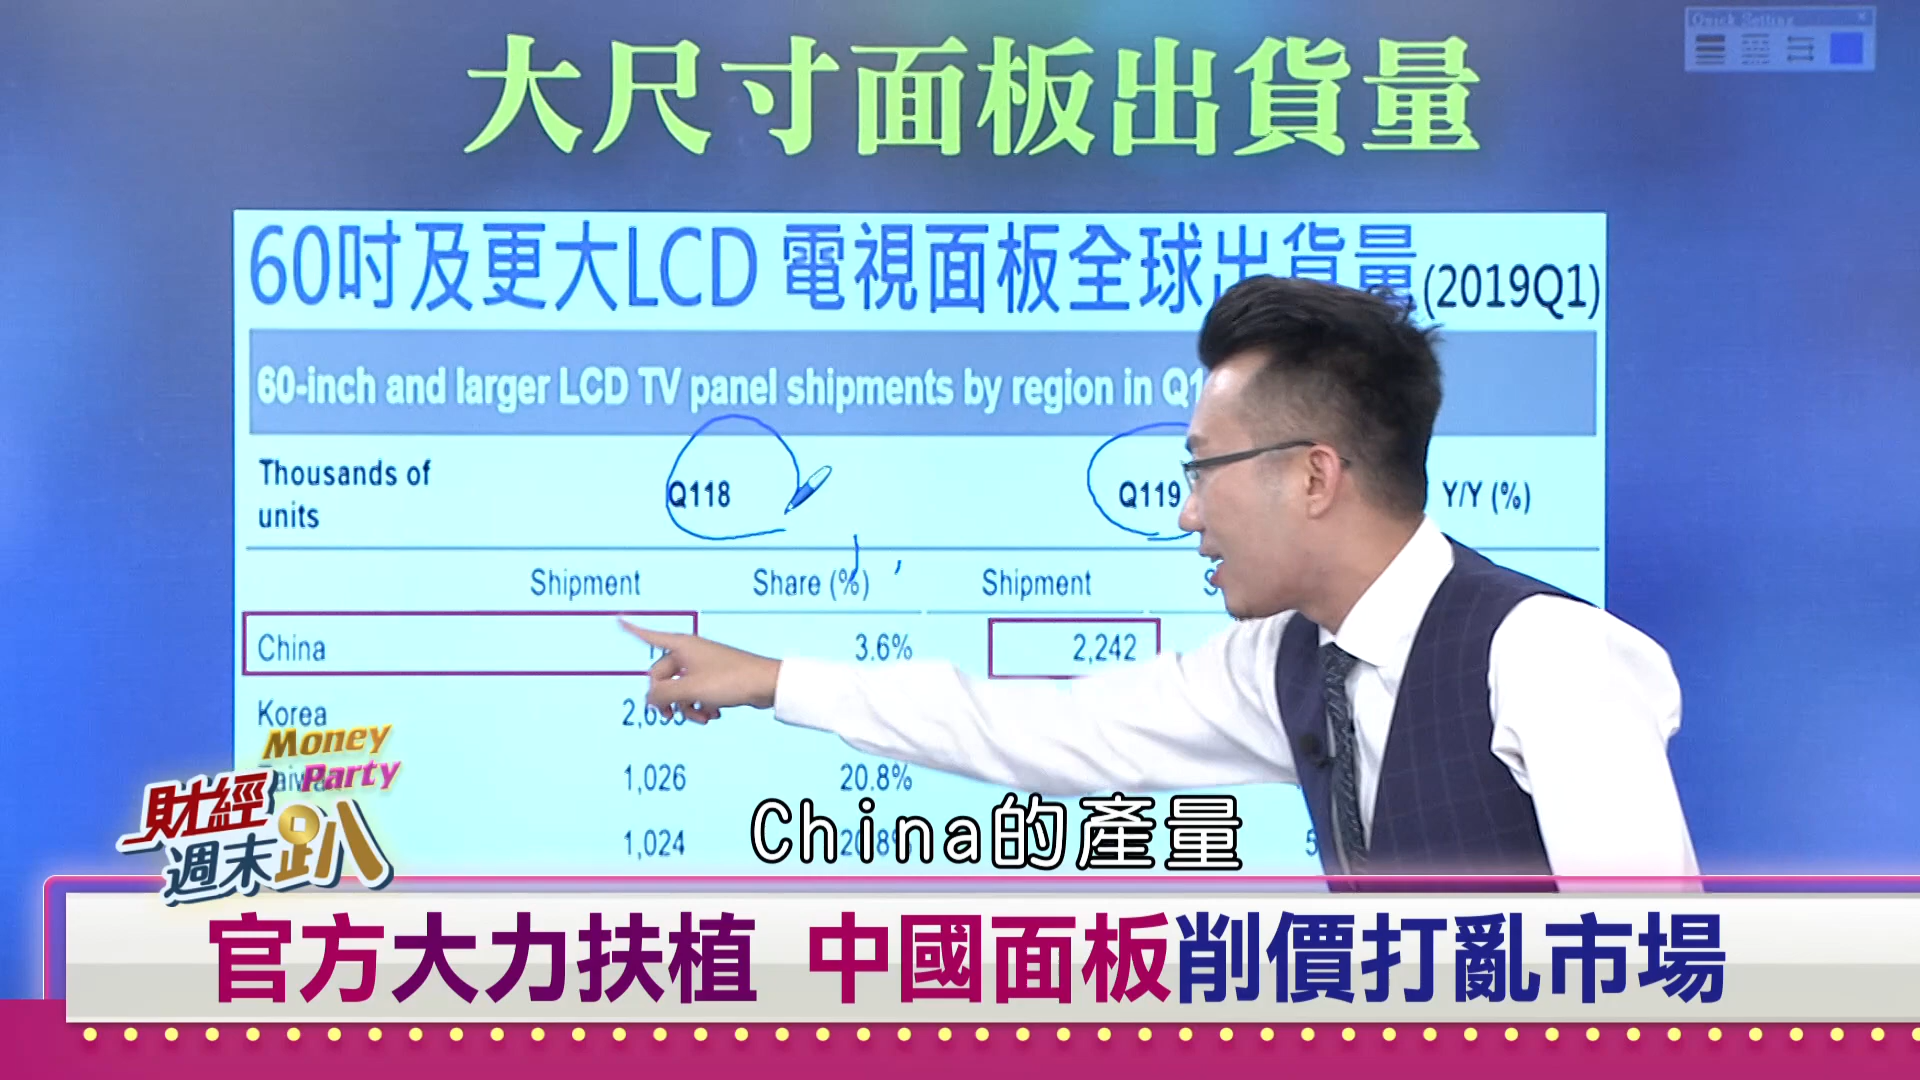 Quick Setting
大尺寸面板出貨量
60吋及更大LCD 電視面板全球出貨量(2019Q1)
60-inch and larger LCD TV panel shipments by region in Q1
Thousands of units
Q118
Q119
Y/Y (%)
Shipment
Share (%)
Shipment
China
3.6%
2,242
Korea
1,026
20.8%
1,024
Money Party
財經週末趴
China的產量
官方大力扶植 中國面板削價打亂市場